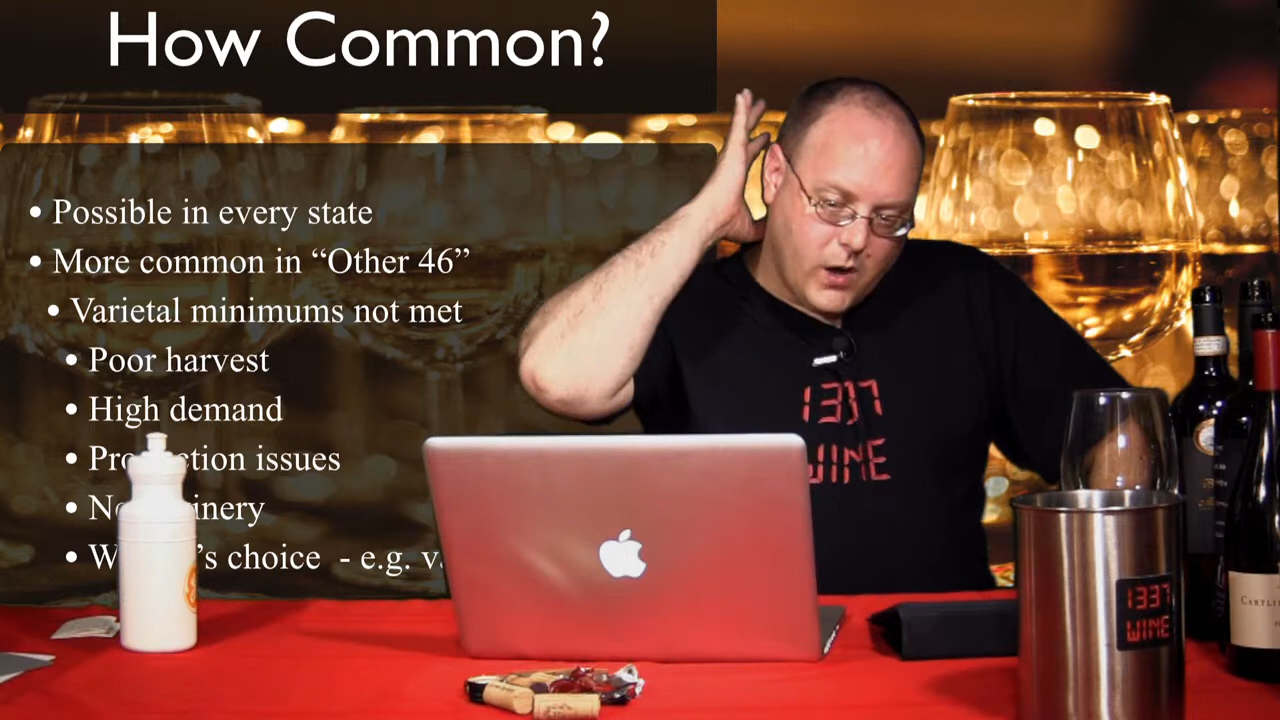 How Common?
• Possible in every state
• More common in “Other 46”
• Varietal minimums not met
• Poor harvest
• High demand
• issues
•
• choice - e.g.
1337
WINE
1337
WINE